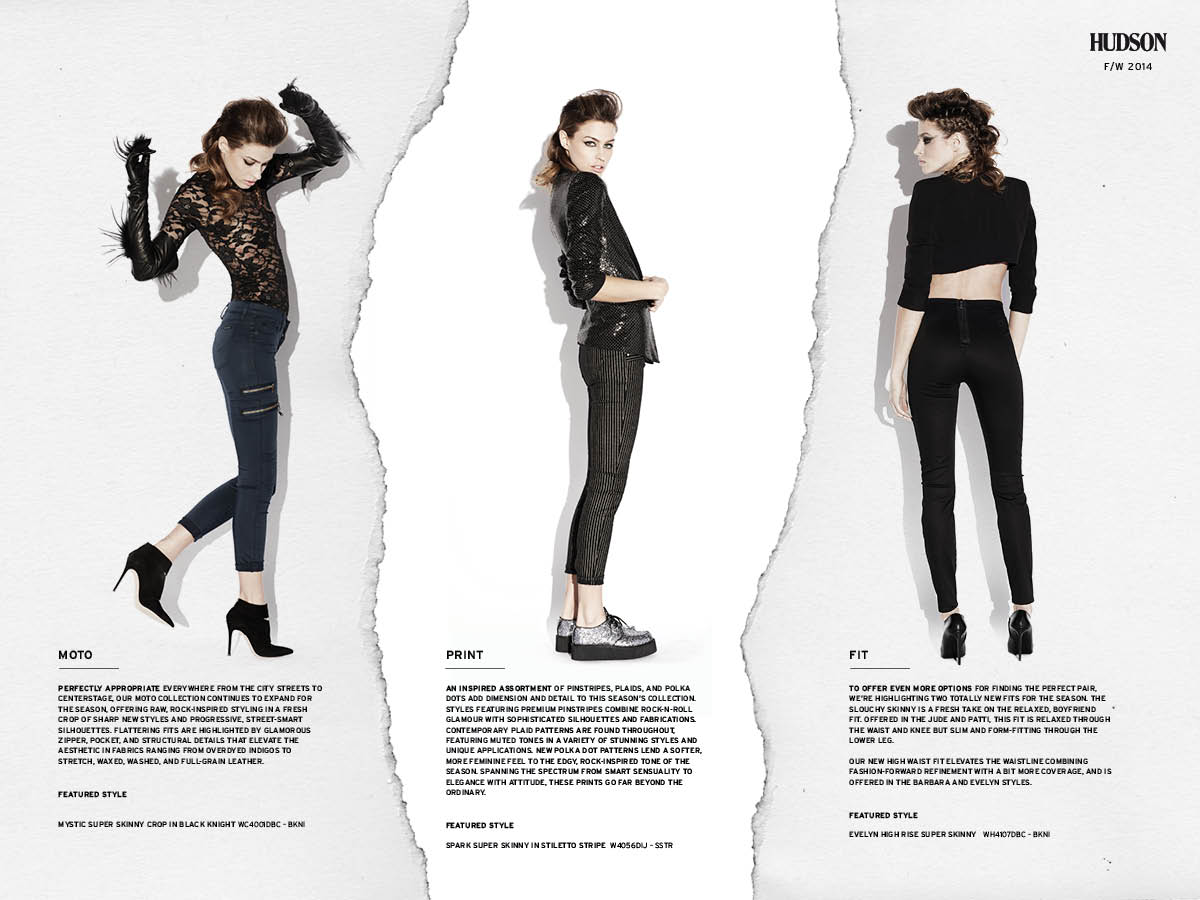 HUDSON
F/W 2014
MOTO
PERFECTLY APPROPRIATE EVERYWHERE FROM THE CITY STREETS TO
CENTERSTAGE, OUR MOTO COLLECTION CONTINUES TO EXPAND FOR
THE SEASON, OFFERING RAW, ROCK-INSPIRED STYLING IN A FRESH
CROP OF SHARP NEW STYLES AND PROGRESSIVE, STREET-SMART
SILHOUETTES. FLATTERING FITS ARE HIGHLIGHTED BY GLAMOROUS
ZIPPER, POCKET, AND STRUCTURAL DETAILS THAT ELEVATE THE
AESTHETIC IN FABRICS RANGING FROM OVERDYED INDIGOS TO
STRETCH, WAXED, WASHED, AND FULL-GRAIN LEATHER.
FEATURED STYLE
MYSTIC SUPER SKINNY CROP IN BLACK KNIGHT WC4001DBC - BKNI
PRINT
AN INSPIRED ASSORTMENT OF PINSTRIPES, PLAIDS, AND POLKA
DOTS ADD DIMENSION AND DETAIL TO THIS SEASON'S COLLECTION.
STYLES FEATURING PREMIUM PINSTRIPES COMBINE ROCK-N-ROLL
GLAMOUR WITH SOPHISTICATED SILHOUETTES AND FABRICATIONS.
CONTEMPORARY PLAID PATTERNS ARE FOUND THROUGHOUT,
FEATURING MUTED TONES IN A VARIETY OF STUNNING STYLES AND
UNIQUE APPLICATIONS. NEW POLKA DOT PATTERNS LEND A SOFTER,
MORE FEMININE FEEL TO THE EDGY, ROCK-INSPIRED TONE OF THE
SEASON. SPANNING THE SPECTRUM FROM SMART SENSUALITY TO
ELEGANCE WITH ATTITUDE, THESE PRINTS GO FAR BEYOND THE
ORDINARY.
FEATURED STYLE
SPARK SUPER SKINNY IN STILETTO STRIPE W4056DIJ - SSTR
FIT
TO OFFER EVEN MORE OPTIONS FOR FINDING THE PERFECT PAIR,
WE'RE HIGHLIGHTING TWO TOTALLY NEW FITS FOR THE SEASON. THE
SLOUCHY SKINNY IS A FRESH TAKE ON THE RELAXED, BOYFRIEND
FIT. OFFERED IN THE JUDE AND PATTI, THIS FIT IS RELAXED THROUGH
THE WAIST AND KNEE BUT SLIM AND FORM-FITTING THROUGH THE
LOWER LEG.
OUR NEW HIGH WAIST FIT ELEVATES THE WAISTLINE COMBINING
FASHION-FORWARD REFINEMENT WITH A BIT MORE COVERAGE, AND IS
OFFERED IN THE BARBARA AND EVELYN STYLES.
FEATURED STYLE
EVELYN HIGH RISE SUPER SKINNY WH4107DBC - BKNI